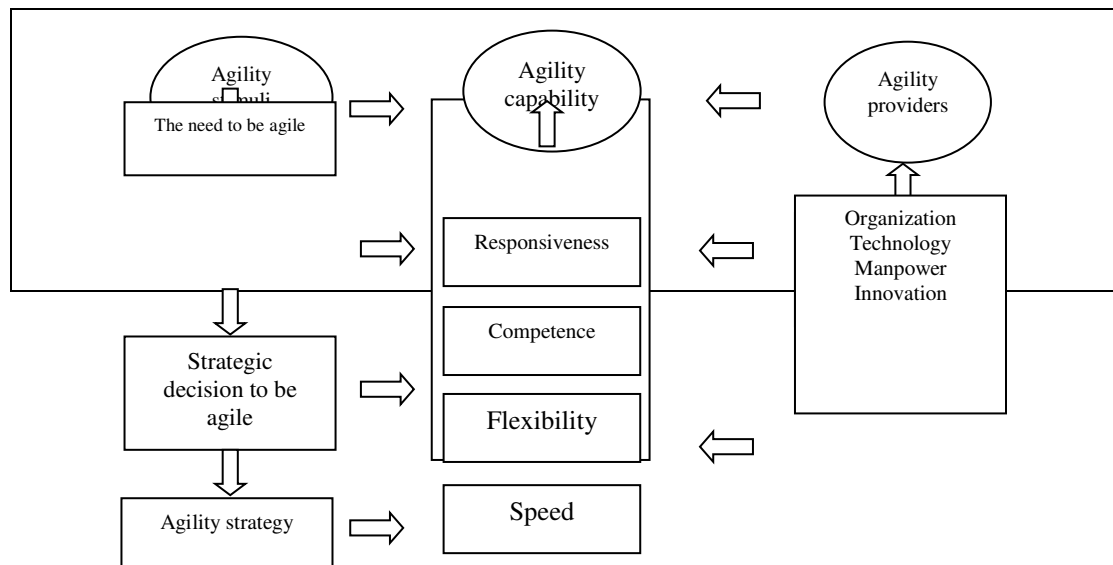 Agility
stimuli
The need to be agile
Strategic
decision to be
agile
Agility strategy
Agility
capability
Responsiveness
Competence
Flexibility
Speed
Agility
providers
Organization
Technology
Manpower
Innovation